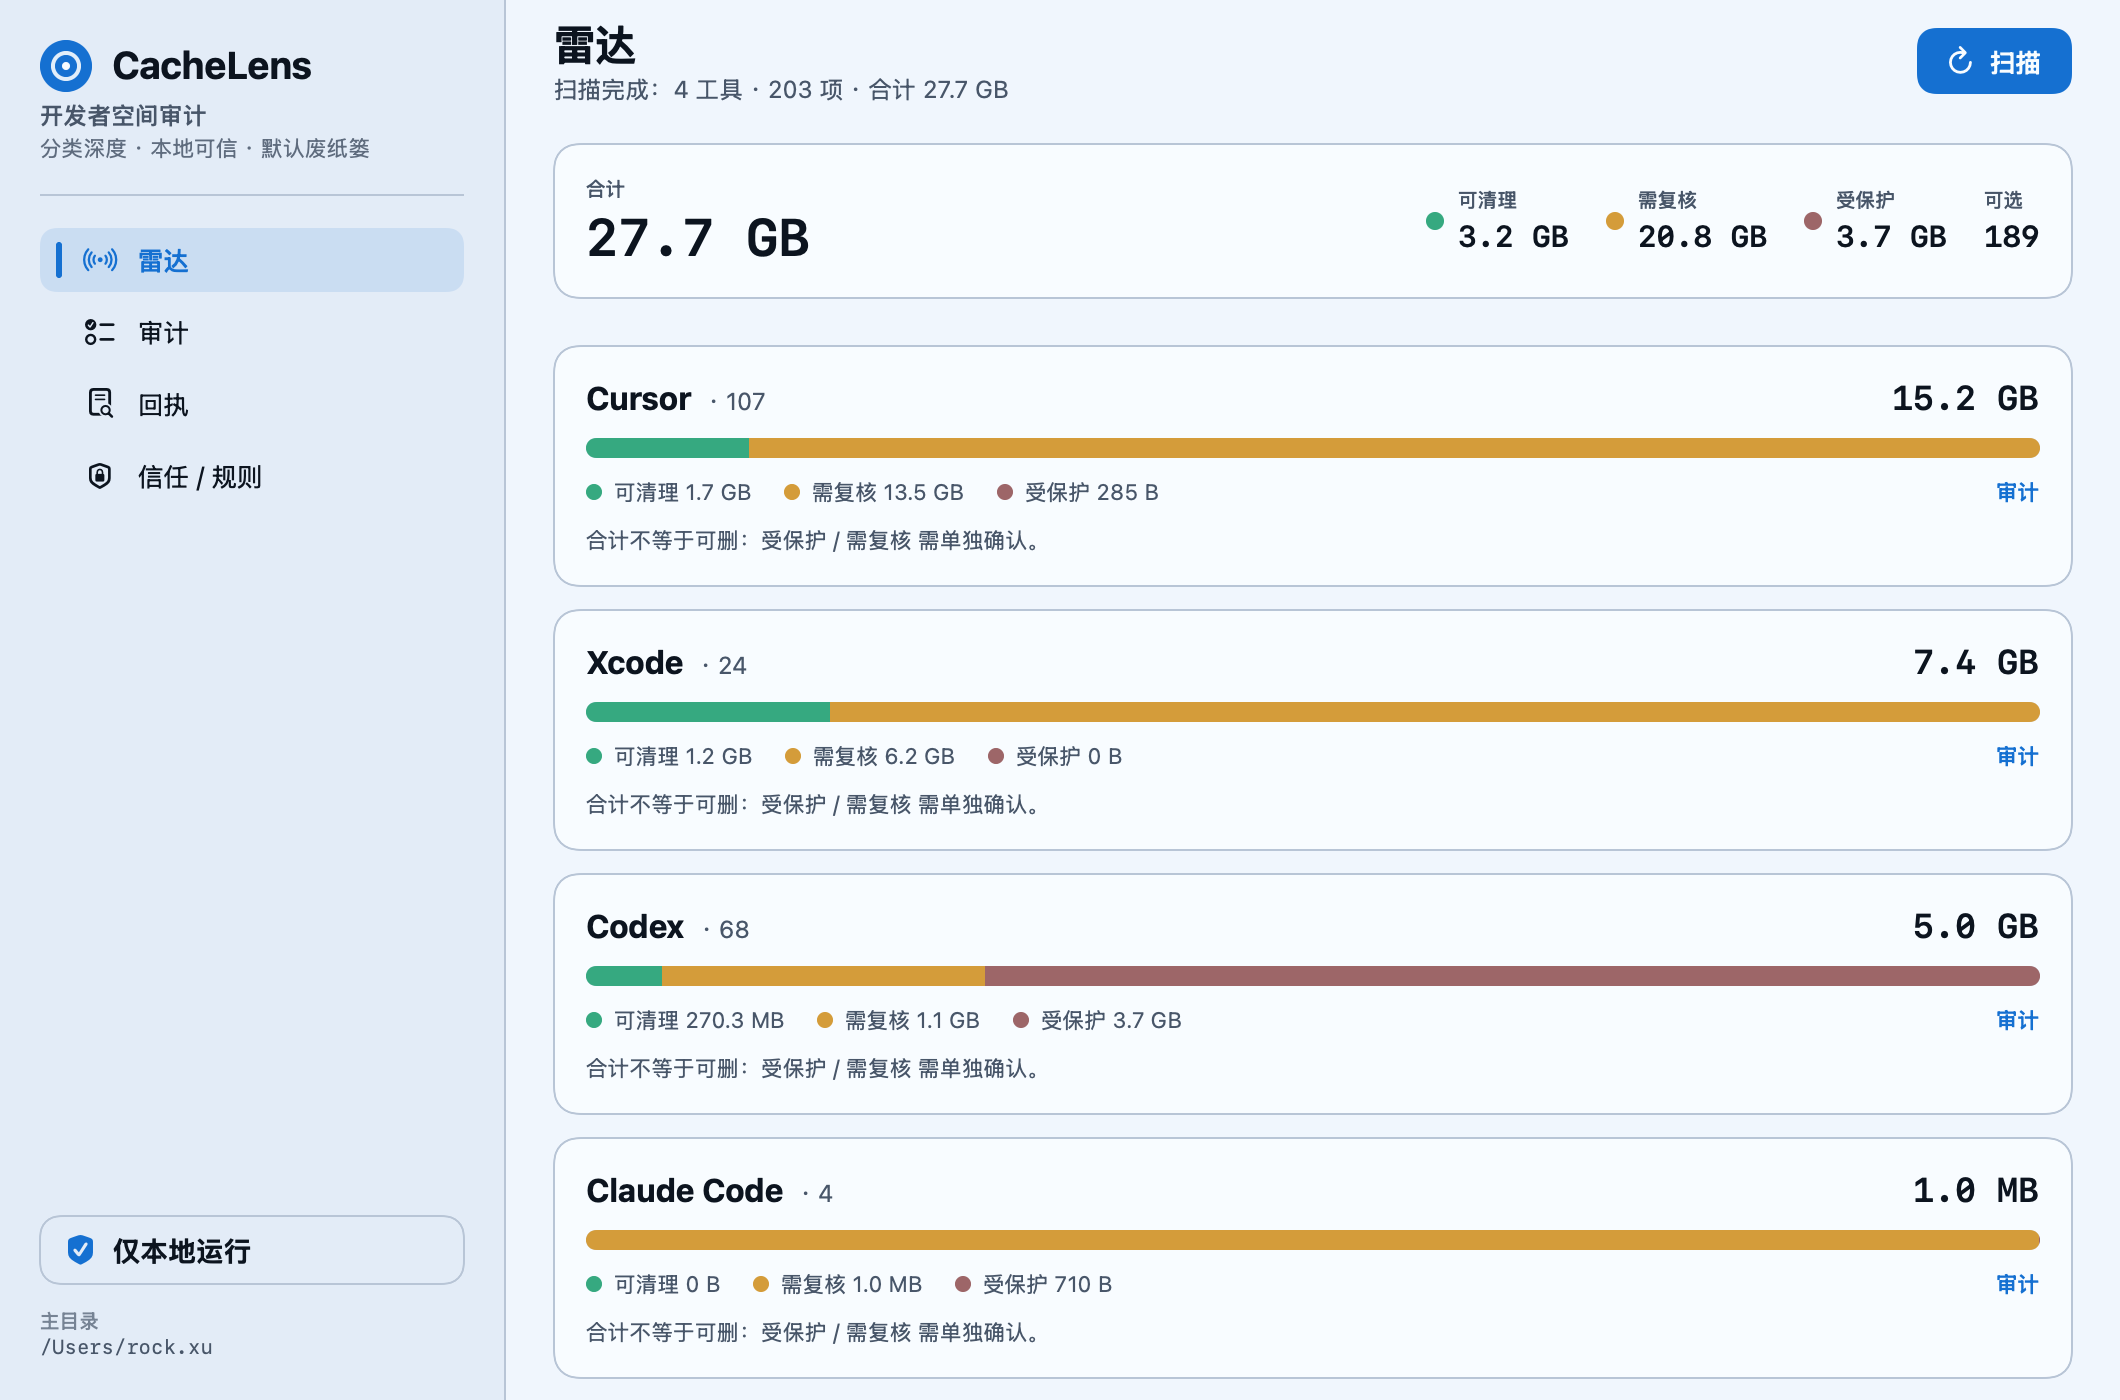 CacheLens
开发者空间审计
分类深度 · 本地可信 · 默认废纸篓
雷达
审计
回执
信任 / 规则
仅本地运行
主目录
/Users/rock.xu
雷达
扫描完成：4 工具 · 203 项 · 合计 27.7 GB
扫描
合计
27.7 GB
可清理
3.2 GB
需复核
20.8 GB
受保护
3.7 GB
可选
189
Cursor · 107
15.2 GB
可清理 1.7 GB 需复核 13.5 GB 受保护 285 B
审计
合计不等于可删：受保护 / 需复核 需单独确认。
Xcode · 24
7.4 GB
可清理 1.2 GB 需复核 6.2 GB 受保护 0 B
审计
合计不等于可删：受保护 / 需复核 需单独确认。
Codex · 68
5.0 GB
可清理 270.3 MB 需复核 1.1 GB 受保护 3.7 GB
审计
合计不等于可删：受保护 / 需复核 需单独确认。
Claude Code · 4
1.0 MB
可清理 0 B 需复核 1.0 MB 受保护 710 B
审计
合计不等于可删：受保护 / 需复核 需单独确认。